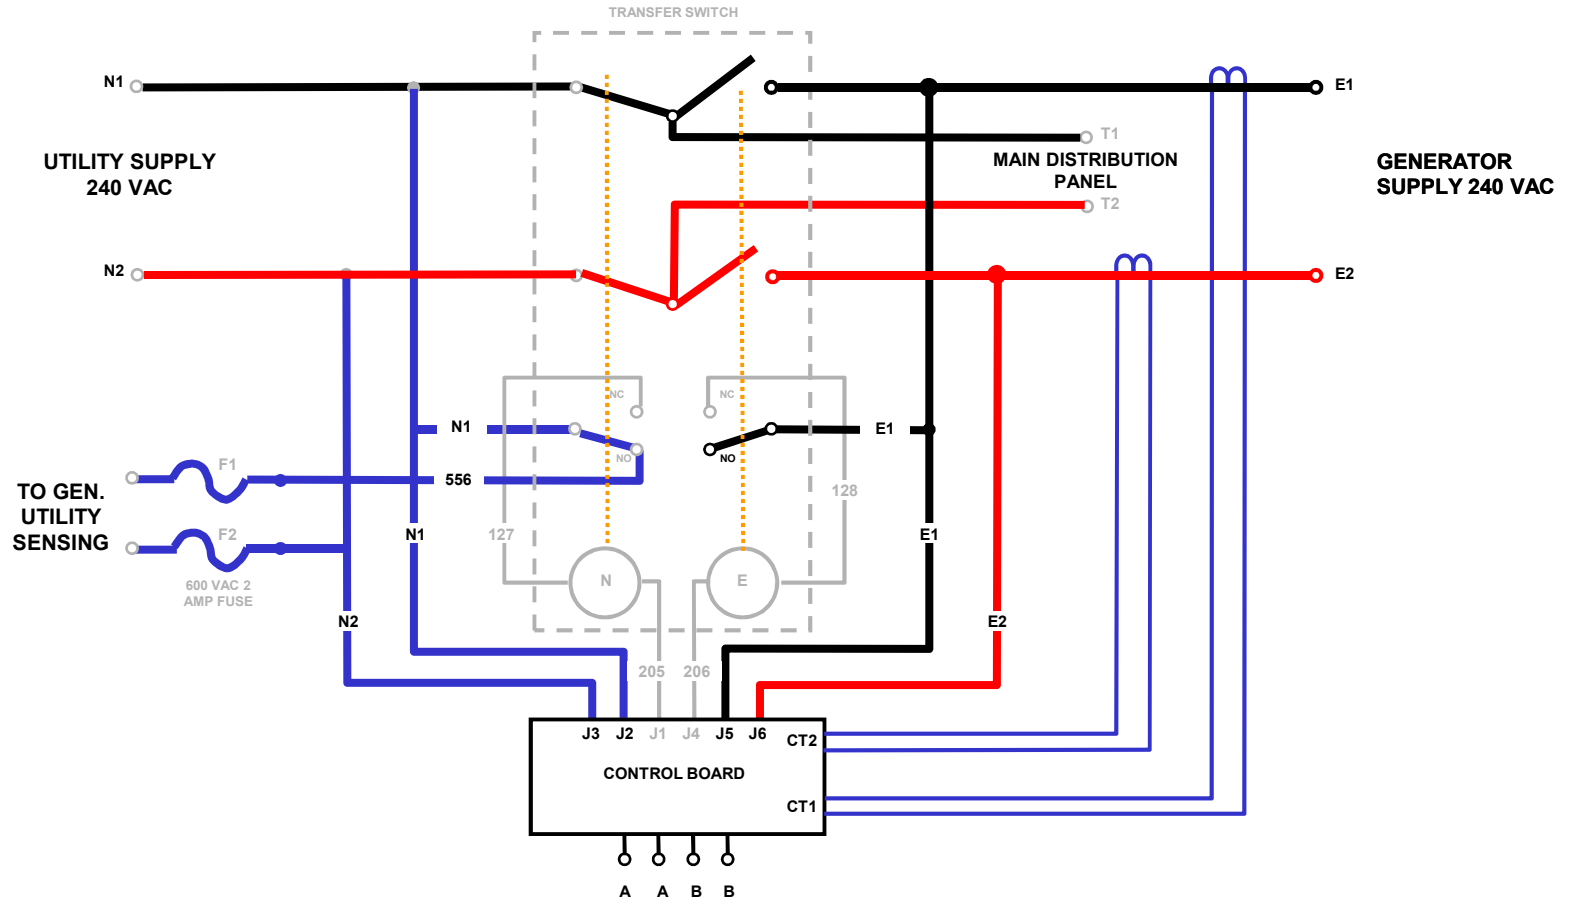 TRANSFER SWITCH
N1
E1
T1
UTILITY SUPPLY
240 VAC
MAIN DISTRIBUTION
PANEL
GENERATOR
SUPPLY 240 VAC
T2
N2
E2
NC
NC
N1
E1
NO
NO
F1
556
128
TO GEN.
UTILITY
SENSING
F2
N1
127
E1
N
E
600 VAC 2
AMP FUSE
N2
E2
205
206
J3
J2
J1
J4
J5
J6
CT2
CONTROL BOARD
CT1
A
A
B
B